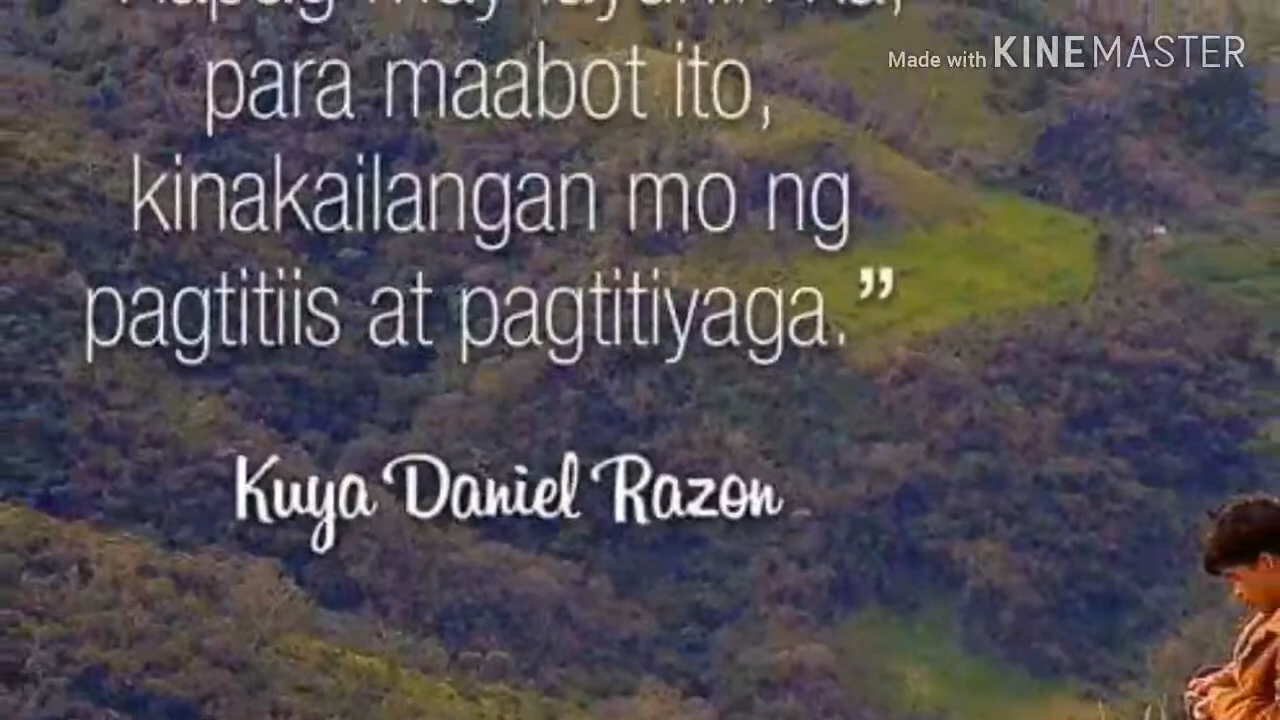 para maabot ito,
kinakailangan mo ng
pagtitiis at pagtitiyaga.”
Kuya Daniel Razon
Made with KINEMASTER